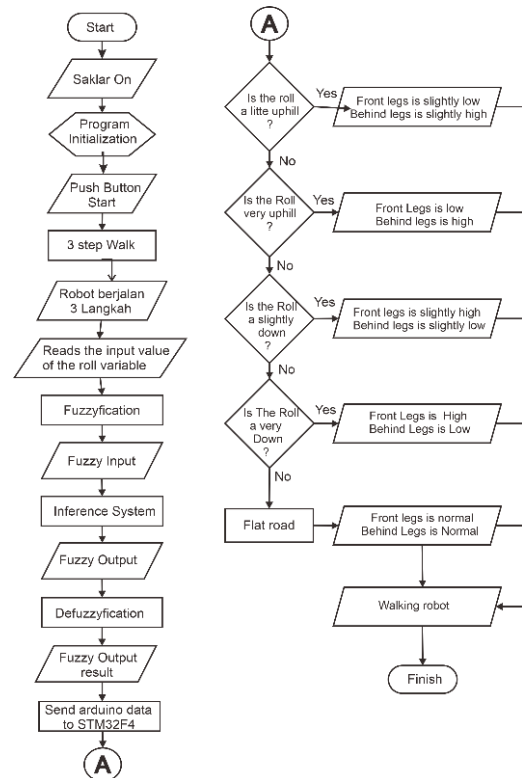 Start
Saklar On
Program
Initialization
Push Button
Start
3 step Walk
Robot berjalan
3 Langkah
Reads the input value
of the roll variable
Fuzzyfication
Fuzzy Input
Inference System
Fuzzy Output
Defuzzyfication
Fuzzy Output
result
Send arduino data
to STM32F4
A
A
Is the roll
a litte uphill
?
Yes
Front legs is slightly low
Behind legs is slightly high
No
Is the Roll
very uphill
?
Yes
Front Legs is low
Behind legs is high
No
Is the Roll
a slightly
down
?
Yes
Front legs is slightly high
Behind legs is slightly low
No
Is The Roll
a very
Down
?
Yes
Front Legs is High
Behind Legs is Low
No
Flat road
Front legs is normal
Behind Legs is Normal
Walking robot
Finish